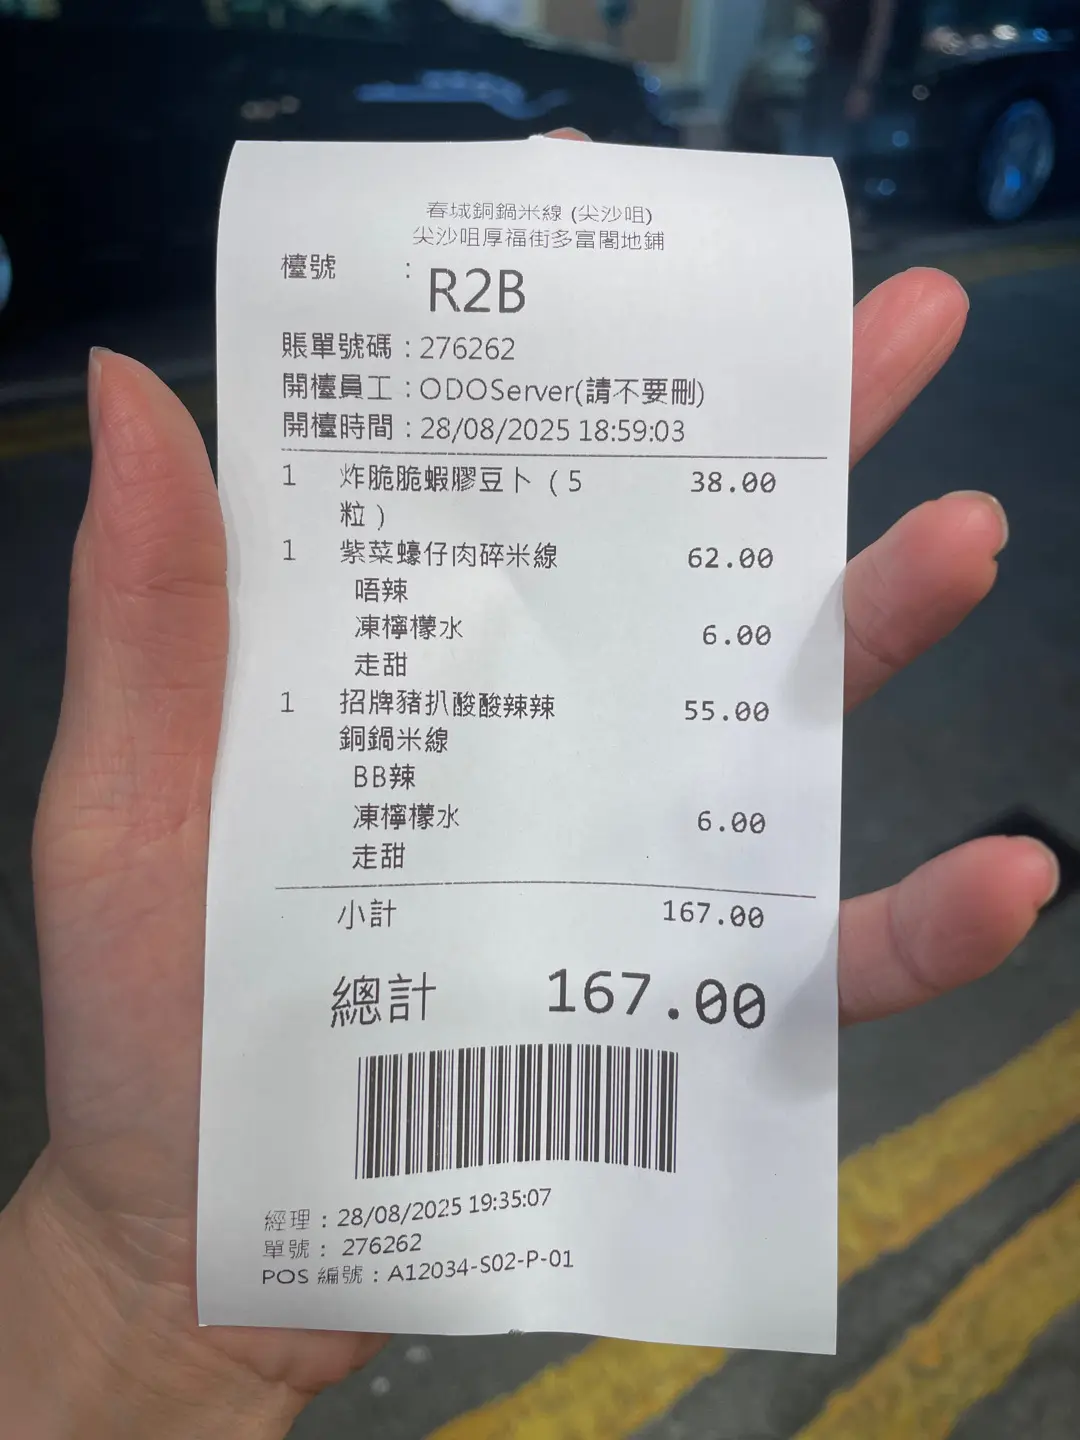 春城銅鍋米線 (尖沙咀)
尖沙咀厚福街多富閣地鋪
檯號 : R2B
賬單號碼 : 276262
開檯員工 : ODOServer(請不要刪)
開檯時間 : 28/08/2025 18:59:03
1 炸脆脆蝦膠豆卜（5 38.00
粒）
1 紫菜蠔仔肉碎米線 62.00
唔辣
凍檸檬水 6.00
走甜
1 招牌豬扒酸酸辣辣 55.00
銅鍋米線
BB辣
凍檸檬水 6.00
走甜
小計 167.00
總計 167.00
經理 : 28/08/2025 19:35:07
單號 : 276262
POS 編號 : A12034-S02-P-01